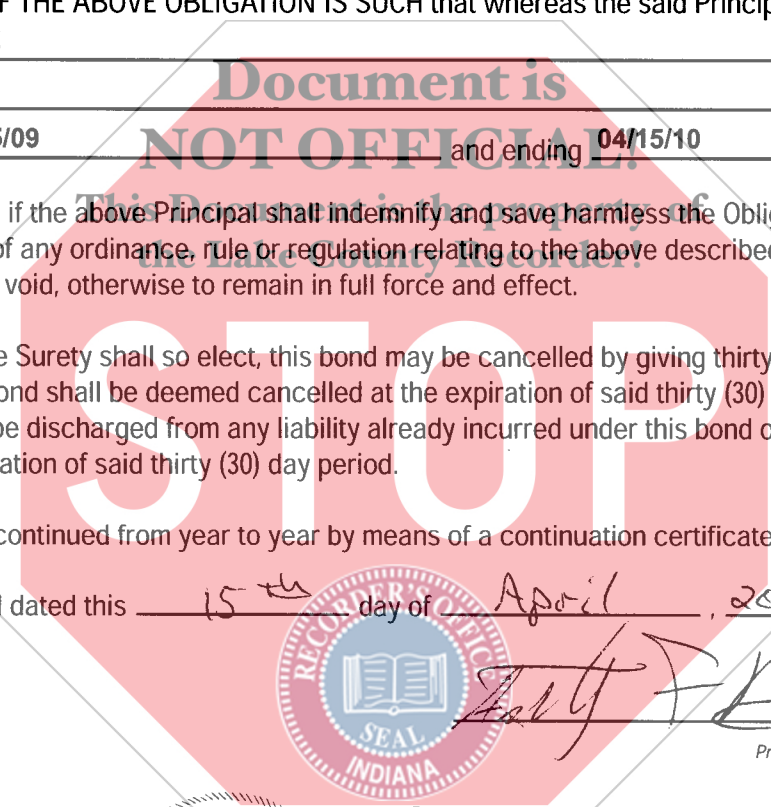 F THE ABOVE OBLIGATION IS SUCH that whereas the said Princip
Document is
NOT OFFICIAL!
5/09 and ending 04/15/10
This Document is the property of
if the above Principal shall indemnify and save harmless the Oblig
the Lake County Recorder!
of any ordinance, rule or regulation relating to the above described
void, otherwise to remain in full force and effect.
STOP
e Surety shall so elect, this bond may be cancelled by giving thirty
ond shall be deemed cancelled at the expiration of said thirty (30)
be discharged from any liability already incurred under this bond o
ation of said thirty (30) day period.
continued from year to year by means of a continuation certificate
dated this 15th day of April, 20
RECORDER'S OFFICE
SEAL
INDIANA
Pr